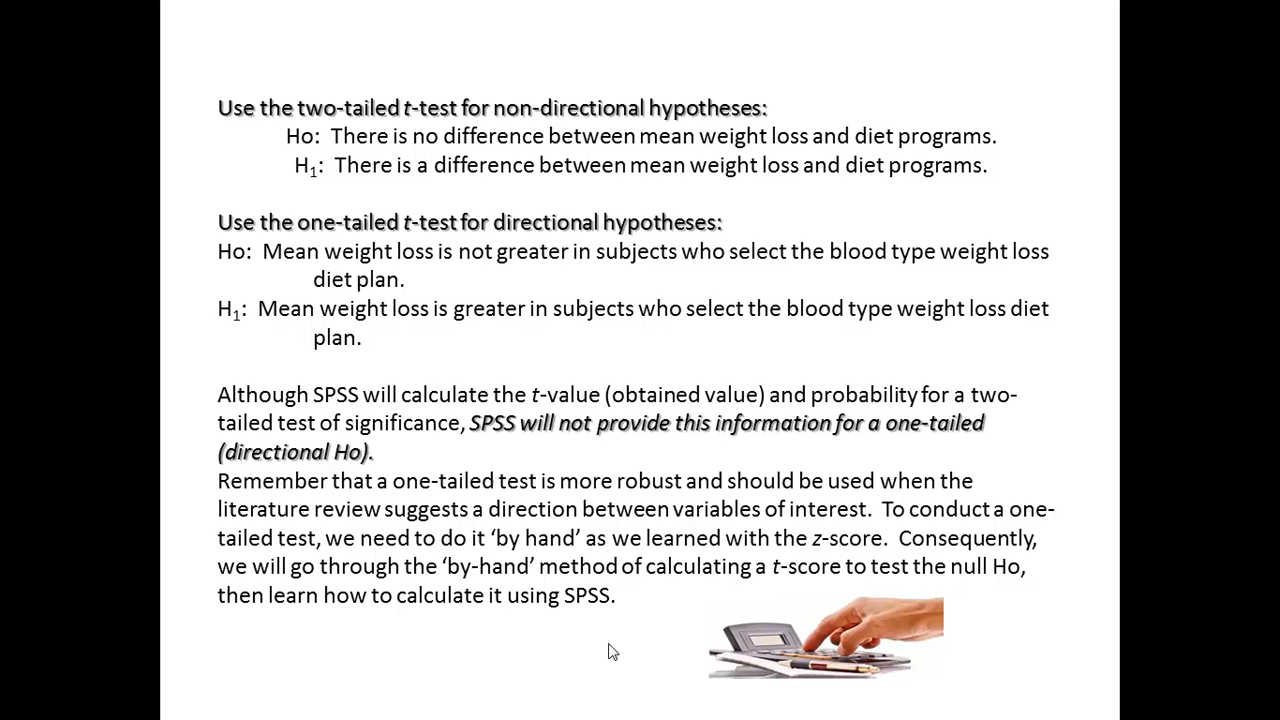 Use the two-tailed t-test for non-directional hypotheses:
Ho: There is no difference between mean weight loss and diet programs.
H₁: There is a difference between mean weight loss and diet programs.
Use the one-tailed t-test for directional hypotheses:
Ho: Mean weight loss is not greater in subjects who select the blood type weight loss
diet plan.
H₁: Mean weight loss is greater in subjects who select the blood type weight loss diet
plan.
Although SPSS will calculate the t-value (obtained value) and probability for a two-
tailed test of significance, SPSS will not provide this information for a one-tailed
(directional Ho).
Remember that a one-tailed test is more robust and should be used when the
literature review suggests a direction between variables of interest. To conduct a one-
tailed test, we need to do it ‘by hand’ as we learned with the z-score. Consequently,
we will go through the ‘by-hand’ method of calculating a t-score to test the null Ho,
then learn how to calculate it using SPSS.